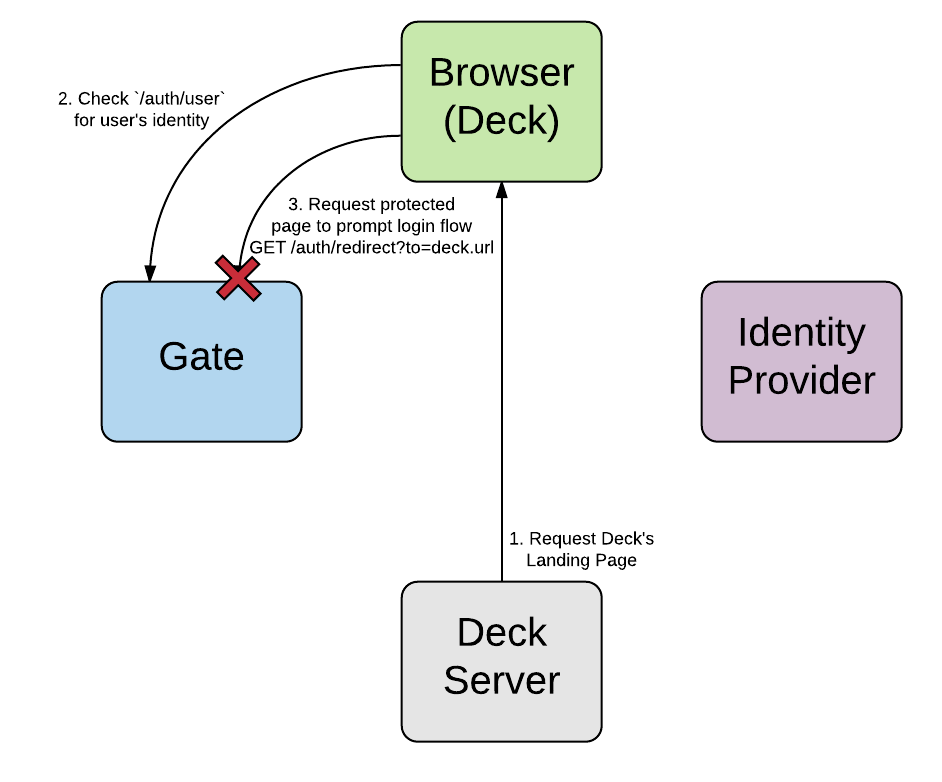 Browser
(Deck)
2. Check `/auth/user`
for user's identity
3. Request protected
page to prompt login flow
GET /auth/redirect?to=deck.url
Gate
Identity
Provider
1. Request Deck's
Landing Page
Deck
Server